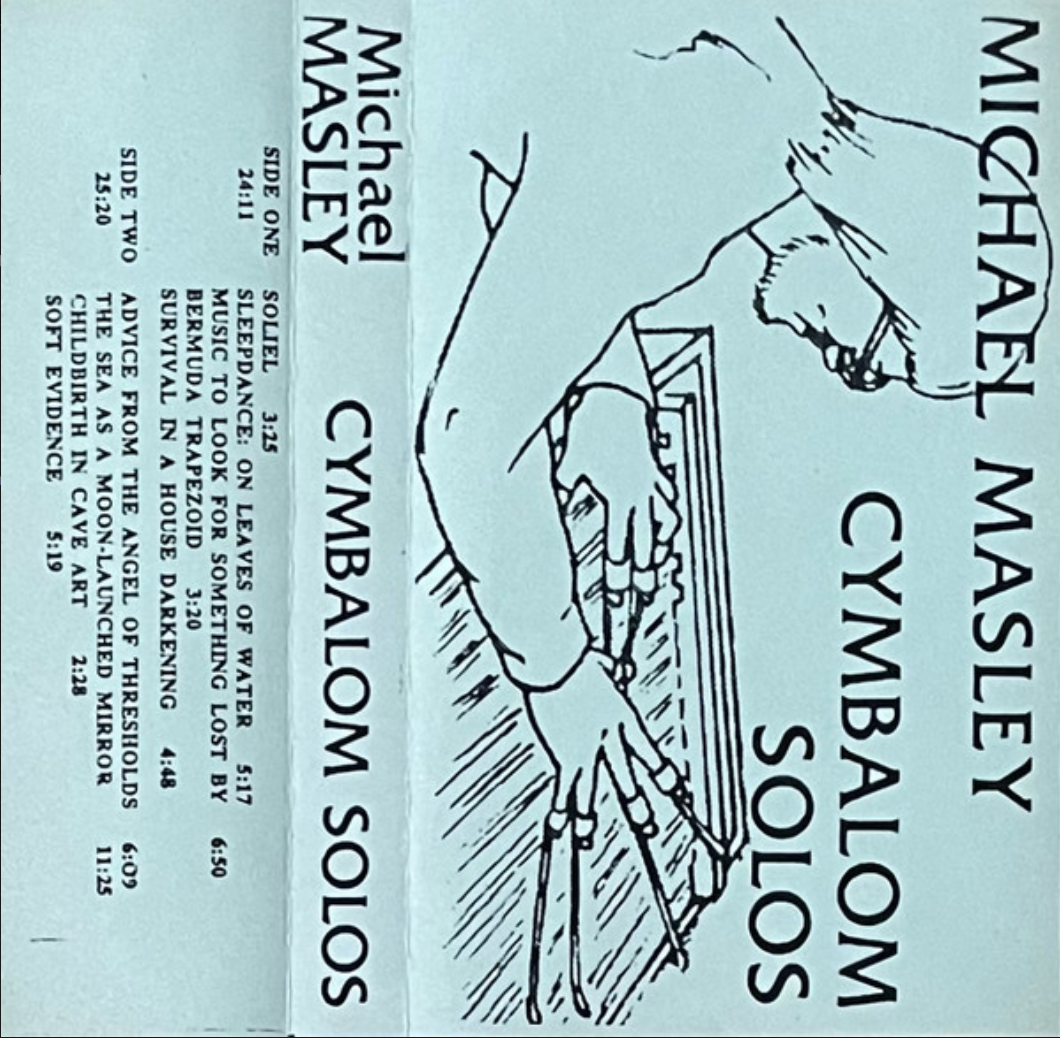 MICHAEL MASLEY
CYMBALOM
SOLOS
Michael
MASLEY
CYMBALOM SOLOS
SIDE ONE SOLIEL 3:25
24:11 SLEEPDANCE: ON LEAVES OF WATER 5:17
MUSIC TO LOOK FOR SOMETHING LOST BY 6:50
BERMUDA TRAPEZOID 3:20
SURVIVAL IN A HOUSE DARKENING 4:48
SIDE TWO ADVICE FROM THE ANGEL OF THRESHOLDS 6:09
25:20 THE SEA AS A MOON-LAUNCHED MIRROR 11:25
CHILDBIRTH IN CAVE ART 2:28
SOFT EVIDENCE 5:19